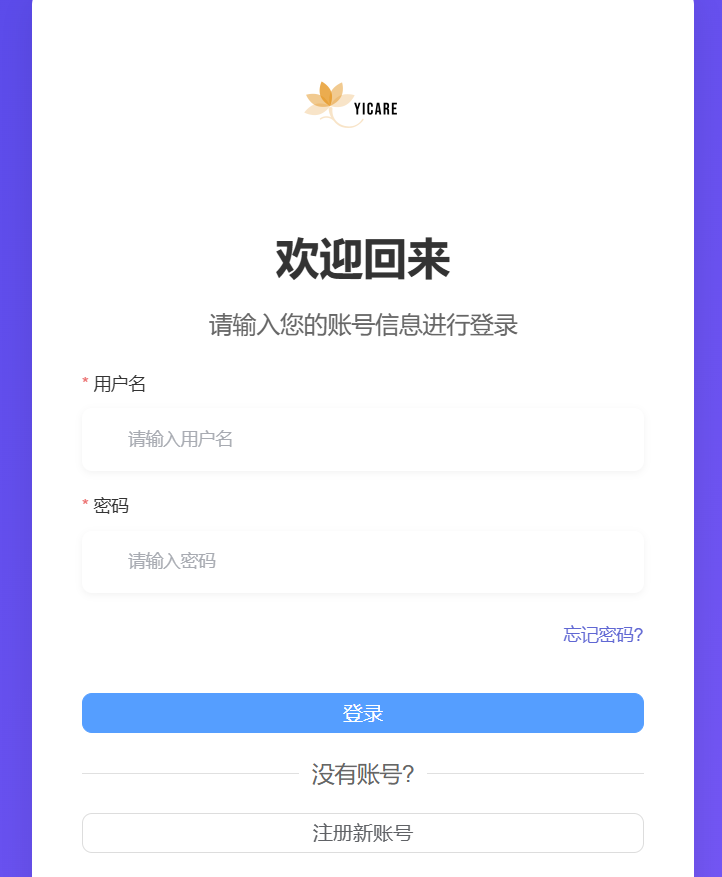 YICARE
欢迎回来
请输入您的账号信息进行登录
* 用户名
请输入用户名
* 密码
请输入密码
忘记密码?
登录
没有账号?
注册新账号